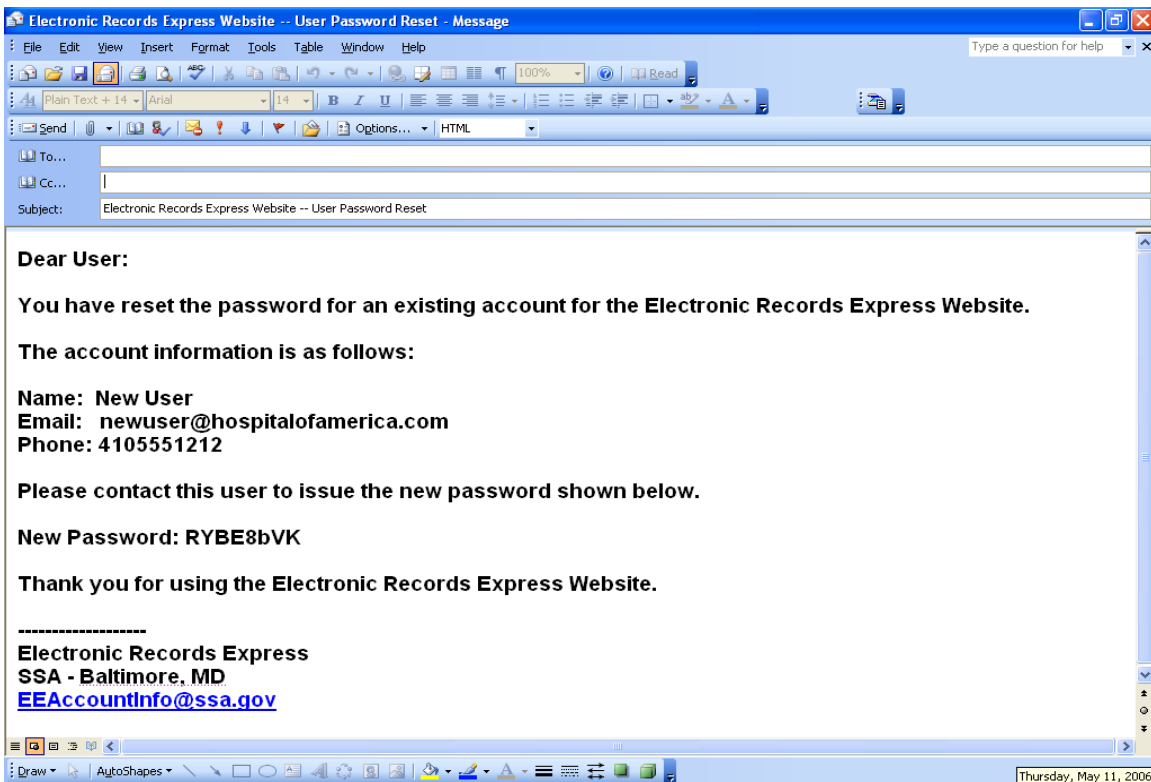 Electronic Records Express Website -- User Password Reset - Message
File Edit View Insert Format Tools Table Window Help Type a question for help
100% Read
Plain Text + 14 Arial 14 B I U
Send Options... HTML
To...
Cc...
Subject: Electronic Records Express Website -- User Password Reset
Dear User:
You have reset the password for an existing account for the Electronic Records Express Website.
The account information is as follows:
Name: New User
Email: newuser@hospitalofamerica.com
Phone: 4105551212
Please contact this user to issue the new password shown below.
New Password: RYBE8bVK
Thank you for using the Electronic Records Express Website.
-------------------
Electronic Records Express
SSA - Baltimore, MD
EEAccountInfo@ssa.gov
Draw AutoShapes Thursday, May 11, 2006